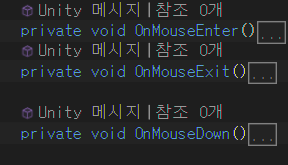 Unity 메시지|참조 0개
private void OnMouseEnter()...
Unity 메시지|참조 0개
private void OnMouseExit()...
Unity 메시지|참조 0개
private void OnMouseDown()...